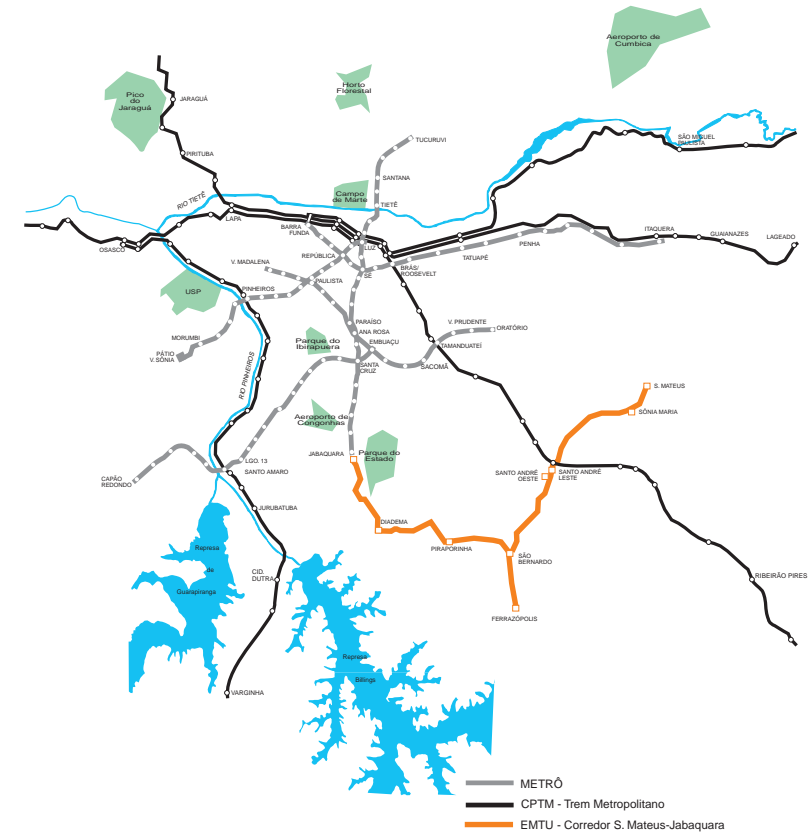 Aeroporto de
Cumbica
Horto
Florestal
Pico
do
Jaraguá
JARAGUÁ
TUCURUVI
SÃO MIGUEL
PAULISTA
PIRITUBA
SANTANA
Campo
de Marte
RIO TIETÊ
TIETÊ
LAPA
BARRA
FUNDA
ITAQUERA
GUAIANAZES
LAGEADO
OSASCO
LUZ
PENHA
REPÚBLICA
TATUAPÉ
V. MADALENA
SÉ
BRÁS/
ROOSEVELT
PAULISTA
USP
PINHEIROS
PARAÍSO
V. PRUDENTE
ORATÓRIO
ANA ROSA
MORUMBI
Parque do
Ibirapuera
EMBUAÇU
TAMANDUATEÍ
PÁTIO
V. SÔNIA
SANTA
CRUZ
SACOMÃ
RIO PINHEIROS
S. MATEUS
SÔNIA MARIA
Aeroporto de
Congonhas
JABAQUARA
Parque do
Estado
LGO. 13
SANTO AMARO
CAPÃO
REDONDO
SANTO ANDRÉ
OESTE
SANTO ANDRÉ
LESTE
JURUBATUBA
DIADEMA
PIRAPORINHA
SÃO
BERNARDO
Represa
de
Guarapiranga
CID.
DUTRA
RIBEIRÃO PIRES
FERRAZÓPOLIS
Represa
Billings
VARGINHA
METRÔ
CPTM - Trem Metropolitano
EMTU - Corredor S. Mateus-Jabaquara